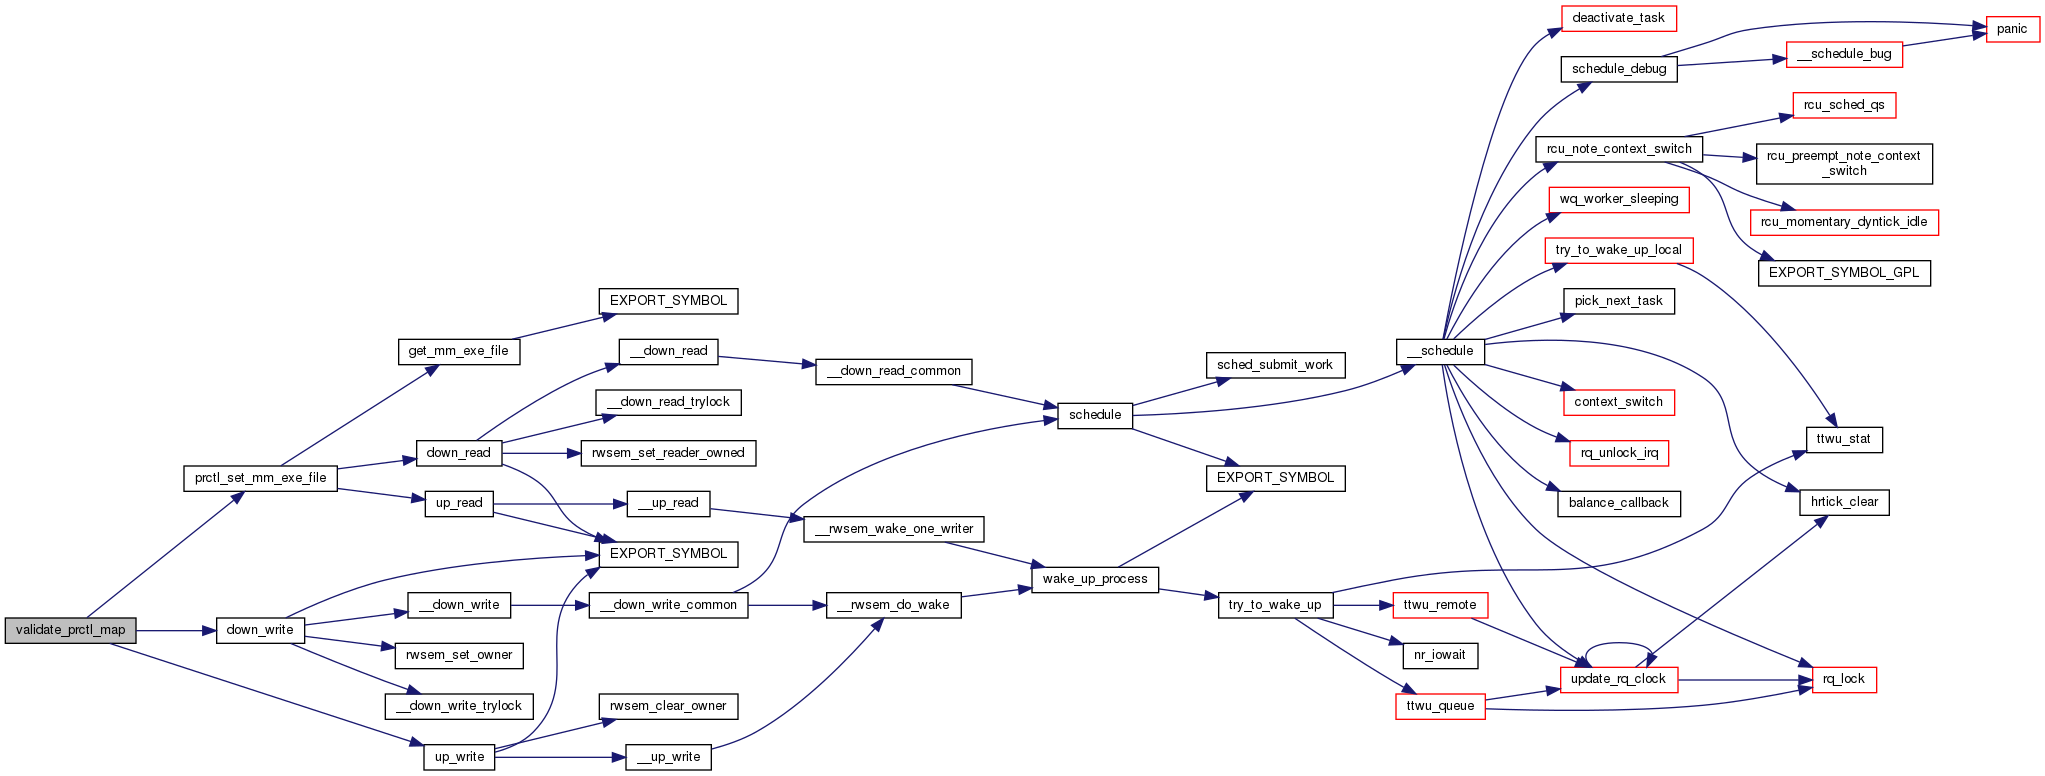 deactivate_task
panic
__schedule_bug
schedule_debug
rcu_sched_qs
rcu_note_context_switch
rcu_preempt_note_context
_switch
wq_worker_sleeping
rcu_momentary_dyntick_idle
try_to_wake_up_local
EXPORT_SYMBOL_GPL
EXPORT_SYMBOL
pick_next_task
get_mm_exe_file
__down_read
__schedule
sched_submit_work
__down_read_common
__down_read_trylock
context_switch
schedule
ttwu_stat
down_read
rwsem_set_reader_owned
rq_unlock_irq
prctl_set_mm_exe_file
EXPORT_SYMBOL
up_read
__up_read
balance_callback
hrtick_clear
__rwsem_wake_one_writer
EXPORT_SYMBOL
wake_up_process
__down_write
__down_write_common
__rwsem_do_wake
try_to_wake_up
ttwu_remote
validate_prctl_map
down_write
rwsem_set_owner
nr_iowait
update_rq_clock
rq_lock
__down_write_trylock
rwsem_clear_owner
ttwu_queue
up_write
__up_write